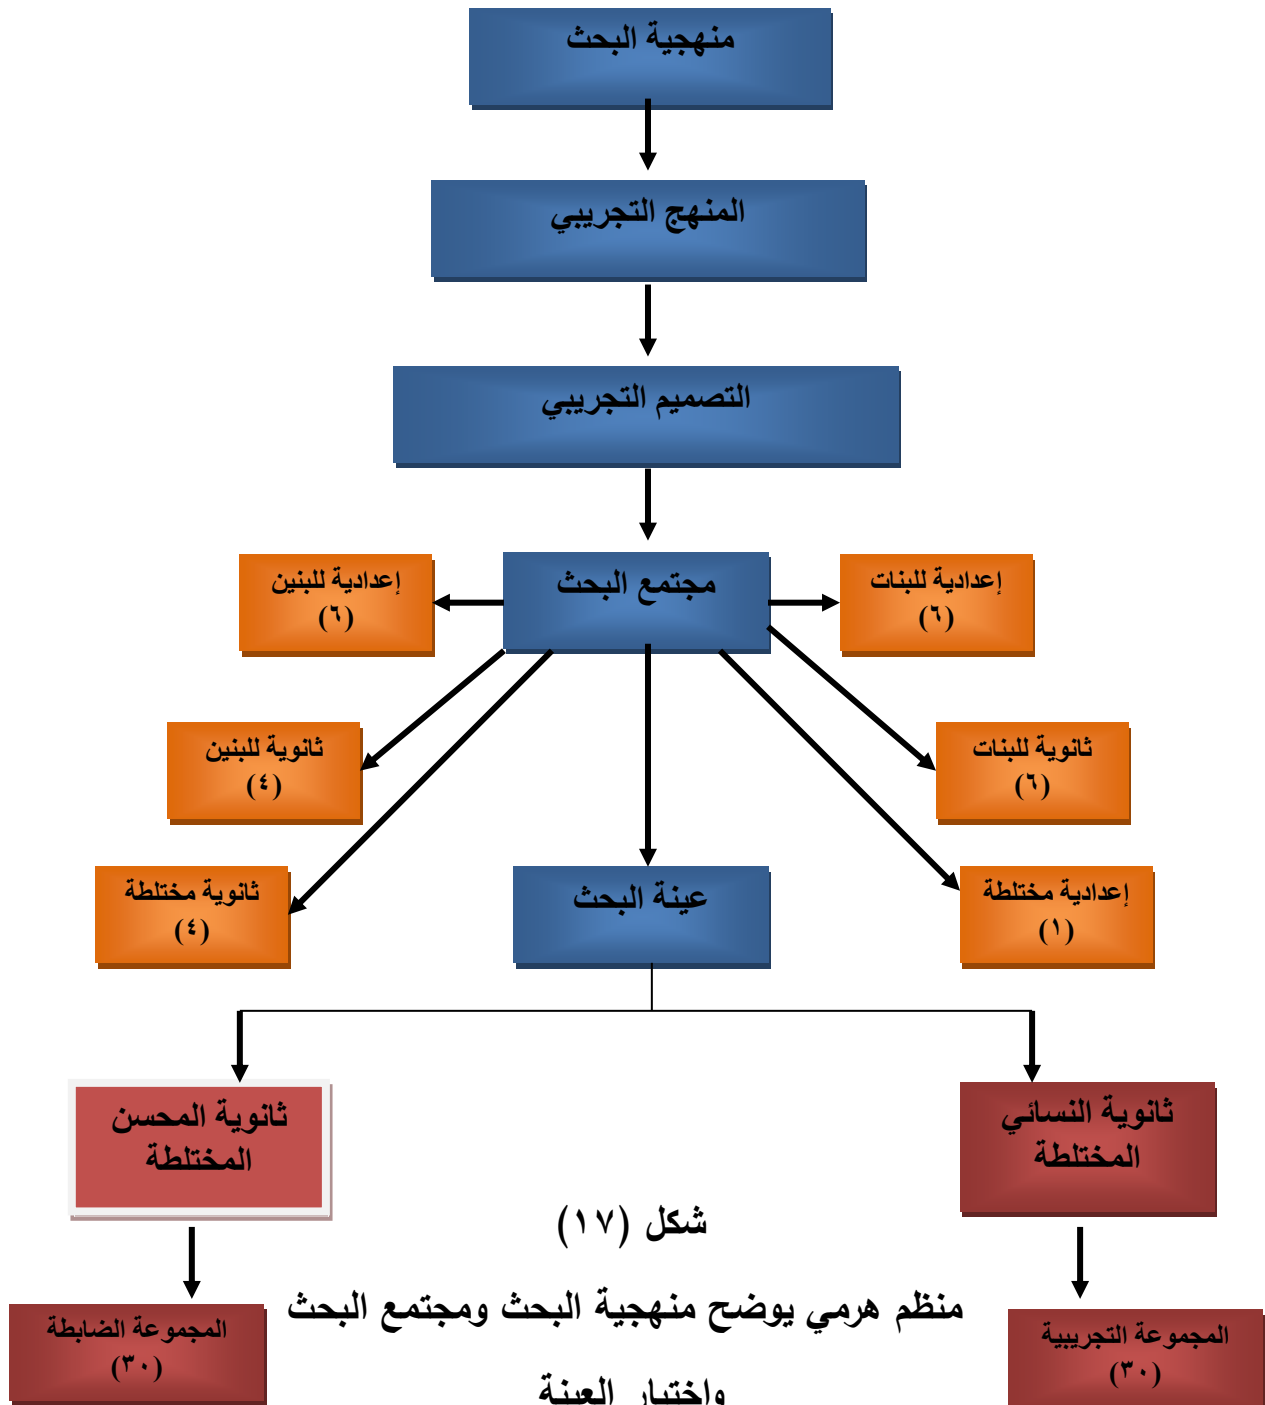 منهجية البحث
المنهج التجريبي
التصميم التجريبي
إعدادية للبنات
(٦)
مجتمع البحث
إعدادية للبنين
(٦)
ثانوية للبنات
(٦)
ثانوية للبنين
(٤)
إعدادية مختلطة
(١)
عينة البحث
ثانوية مختلطة
(٤)
ثانوية النسائي
المختلطة
ثانوية المحسن
المختلطة
شكل (١٧)
منظم هرمي يوضح منهجية البحث ومجتمع البحث
واختيار العينة
المجموعة التجريبية
(٣٠)
المجموعة الضابطة
(٣٠)